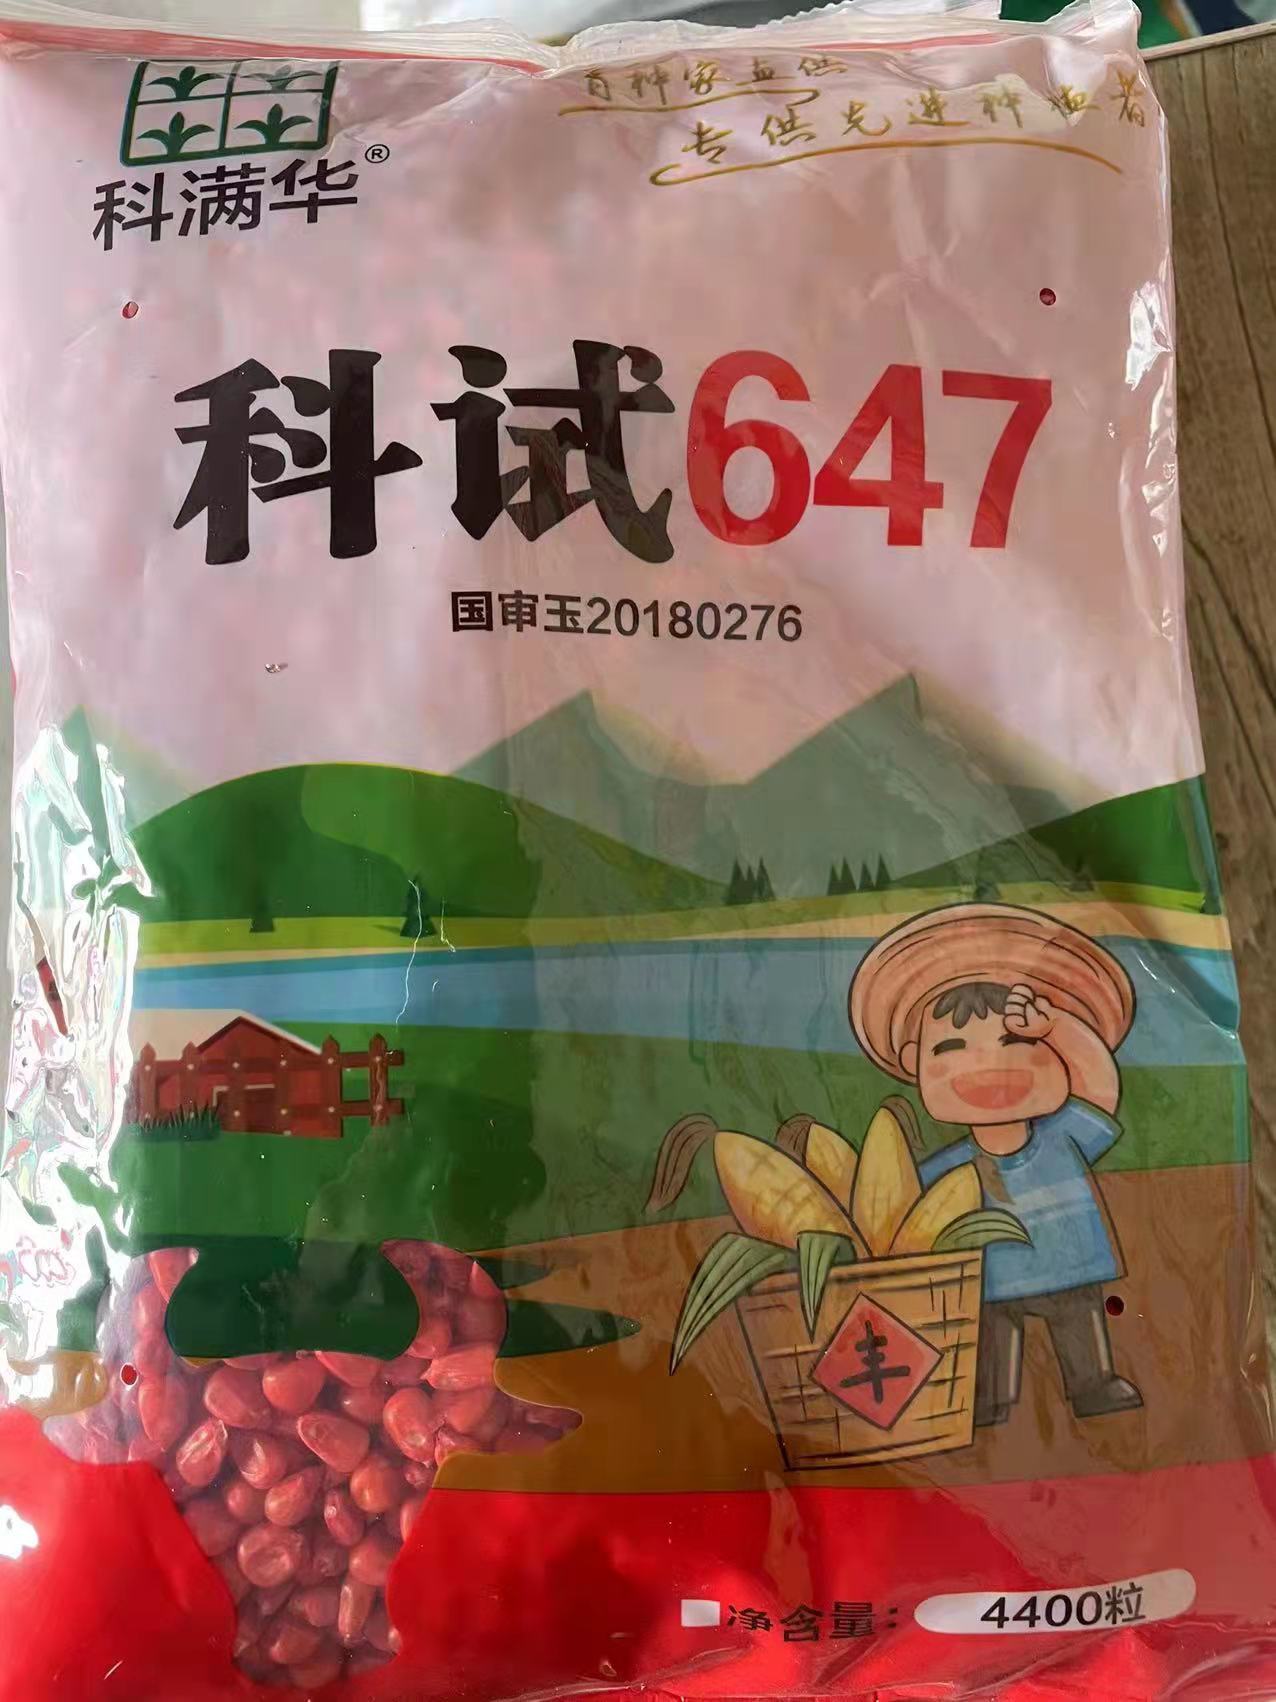 育种家直供
专供先进种植者
科满华®
科试647
国审玉20180276
丰
净含量: 4400粒